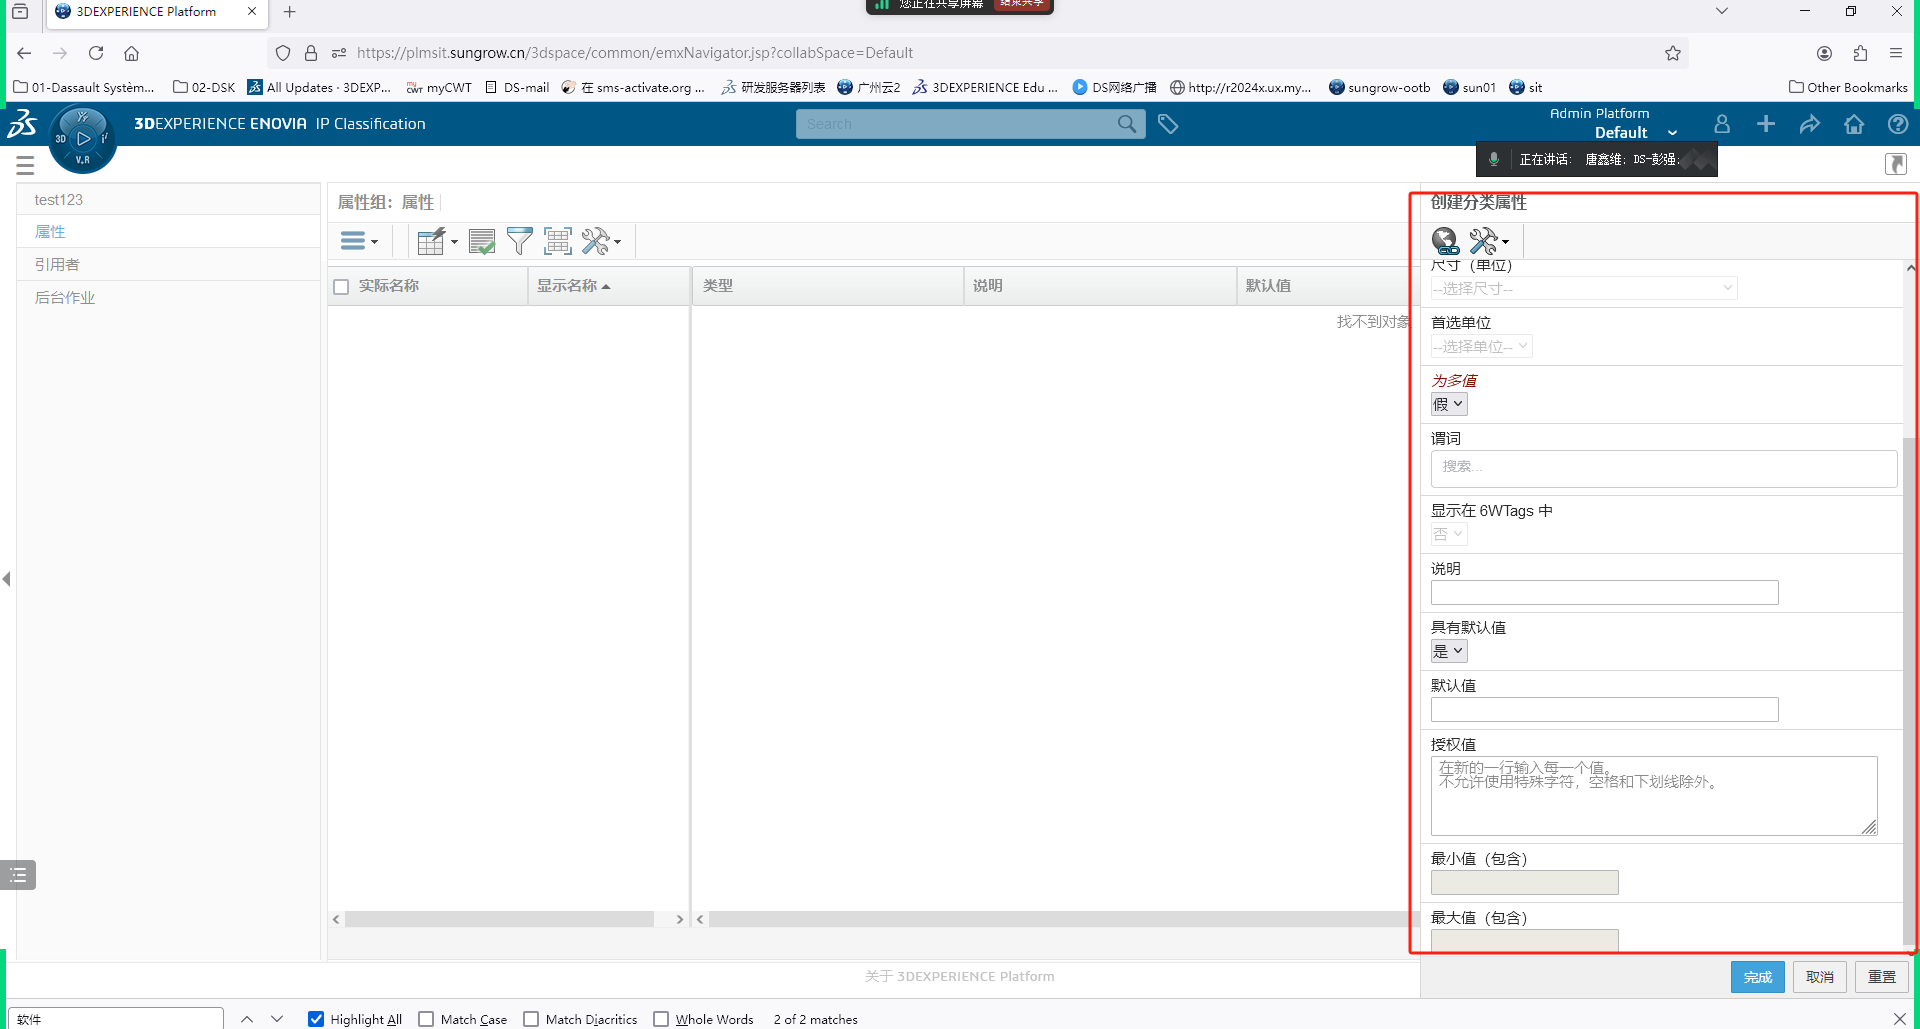 3DEXPERIENCE Platform
您正在共享屏幕 结束共享
https://plmsit.sungrow.cn/3dspace/common/emxNavigator.jsp?collabSpace=Default
01-Dassault Systèm... 02-DSK All Updates · 3DEXP... my CWT myCWT DS-mail 在 sms-activate.org ... 研发服务器列表 广州云2 3DEXPERIENCE Edu ... DS网络广播 http://r2024x.ux.my... sungrow-ootb sun01 sit Other Bookmarks
3DEXPERIENCE ENOVIA IP Classification
3D
V.R
Search
Admin Platform
Default
正在讲话: 唐鑫维; DS-彭强;
test123
属性
引用者
后台作业
属性组: 属性
实际名称 显示名称 类型 说明 默认值
找不到对象
创建分类属性
尺寸 (单位)
--选择尺寸--
首选单位
--选择单位--
为多值
假
谓词
搜索...
显示在 6WTags 中
否
说明
具有默认值
是
默认值
授权值
在新的一行输入每一个值。
不允许使用特殊字符，空格和下划线除外。
最小值 (包含)
最大值 (包含)
关于 3DEXPERIENCE Platform
完成 取消 重置
软件 Highlight All Match Case Match Diacritics Whole Words 2 of 2 matches